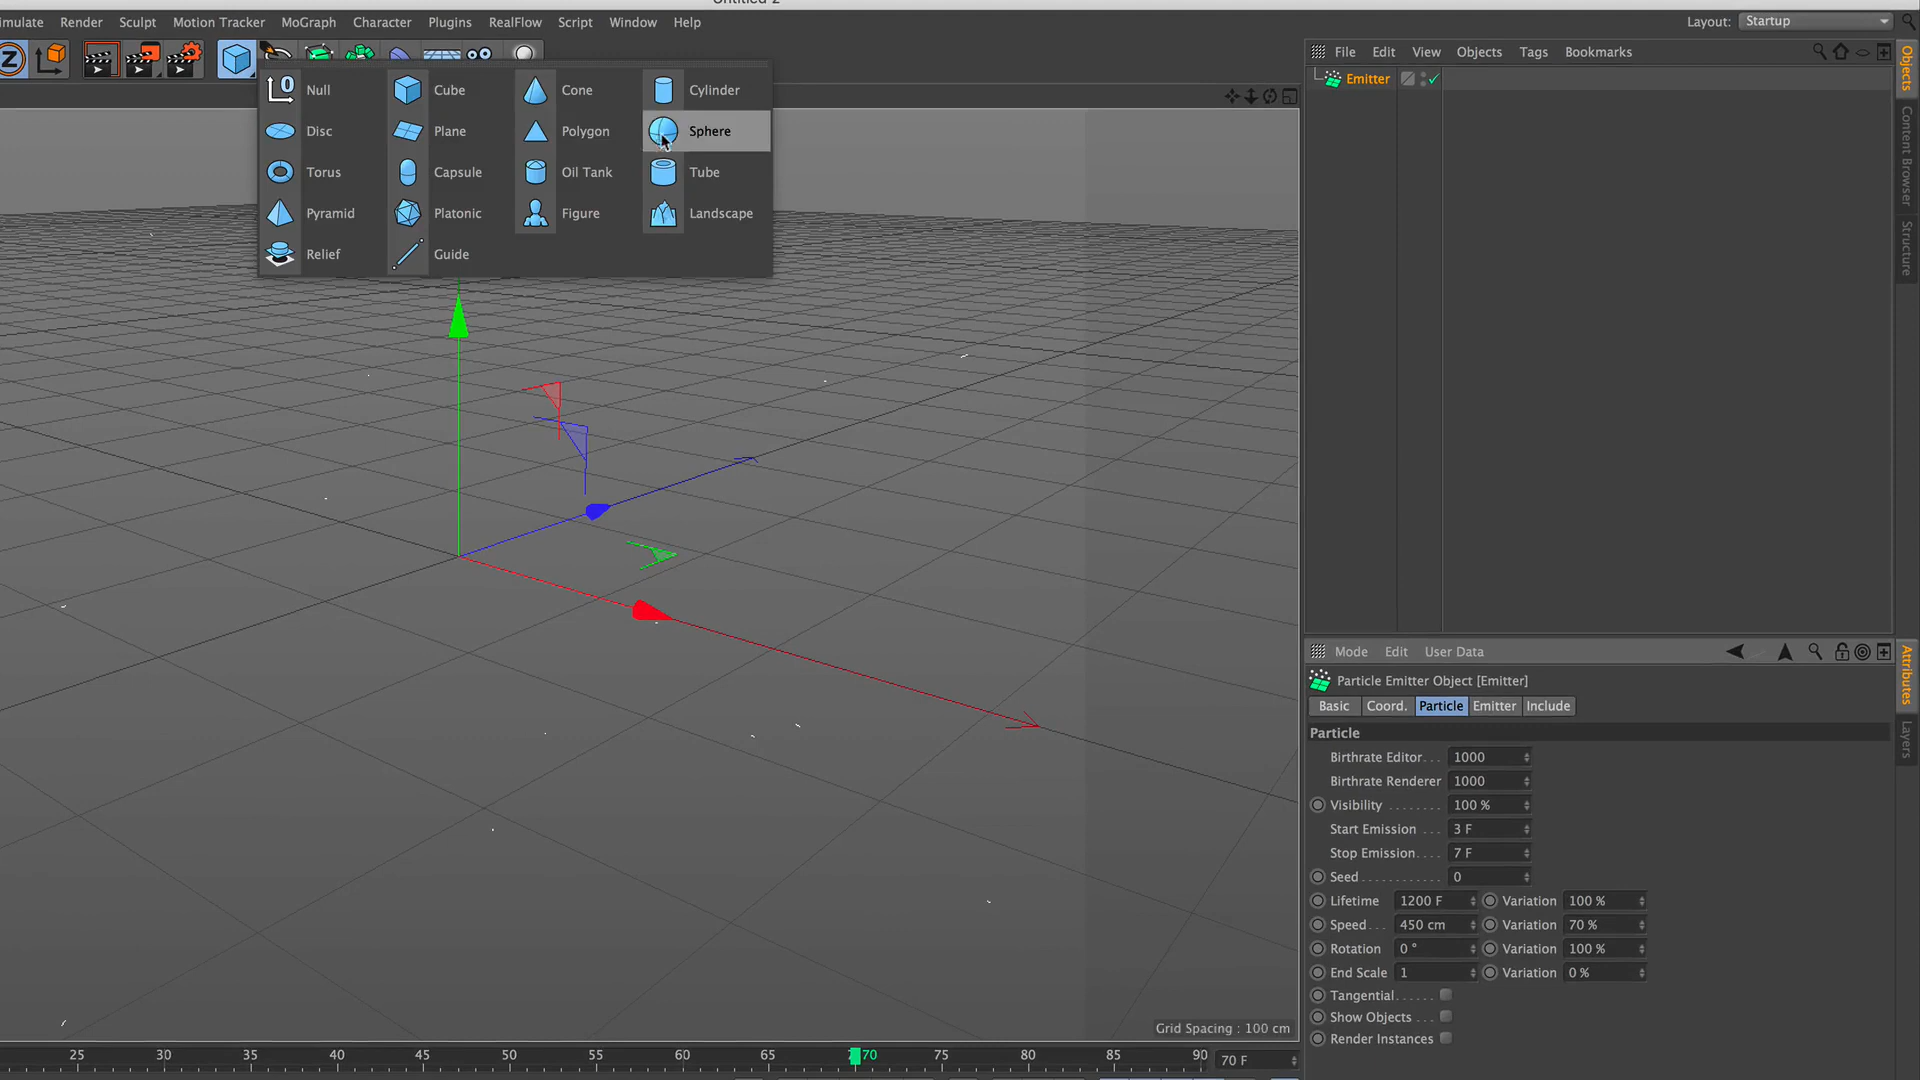 Untitled 2
mulate Render Sculpt Motion Tracker MoGraph Character Plugins RealFlow Script Window Help
Layout: Startup
File Edit View Objects Tags Bookmarks
Emitter
Null Cube Cone Cylinder
Disc Plane Polygon Sphere
Torus Capsule Oil Tank Tube
Pyramid Platonic Figure Landscape
Relief Guide
Objects
Content Browser
Structure
Grid Spacing : 100 cm
25 30 35 40 45 50 55 60 65 70 75 80 85 90 70 F
Mode Edit User Data
Particle Emitter Object [Emitter]
Basic Coord. Particle Emitter Include
Particle
Birthrate Editor . . . 1000
Birthrate Renderer 1000
Visibility . . . . . . . . 100 %
Start Emission . . . 3 F
Stop Emission . . . . 7 F
Seed . . . . . . . . . . . . 0
Lifetime 1200 F Variation 100 %
Speed . . . 450 cm Variation 70 %
Rotation 0 ° Variation 100 %
End Scale 1 Variation 0 %
Tangential . . . . . .
Show Objects . . .
Render Instances
Attributes
Layers